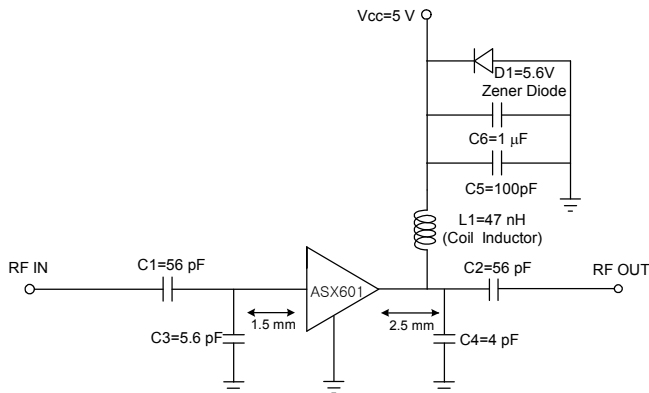 Vcc=5 V
D1=5.6V
Zener Diode
C6=1 μF
C5=100pF
L1=47 nH
(Coil Inductor)
RF IN
C1=56 pF
ASX601
C2=56 pF
RF OUT
1.5 mm
2.5 mm
C3=5.6 pF
C4=4 pF